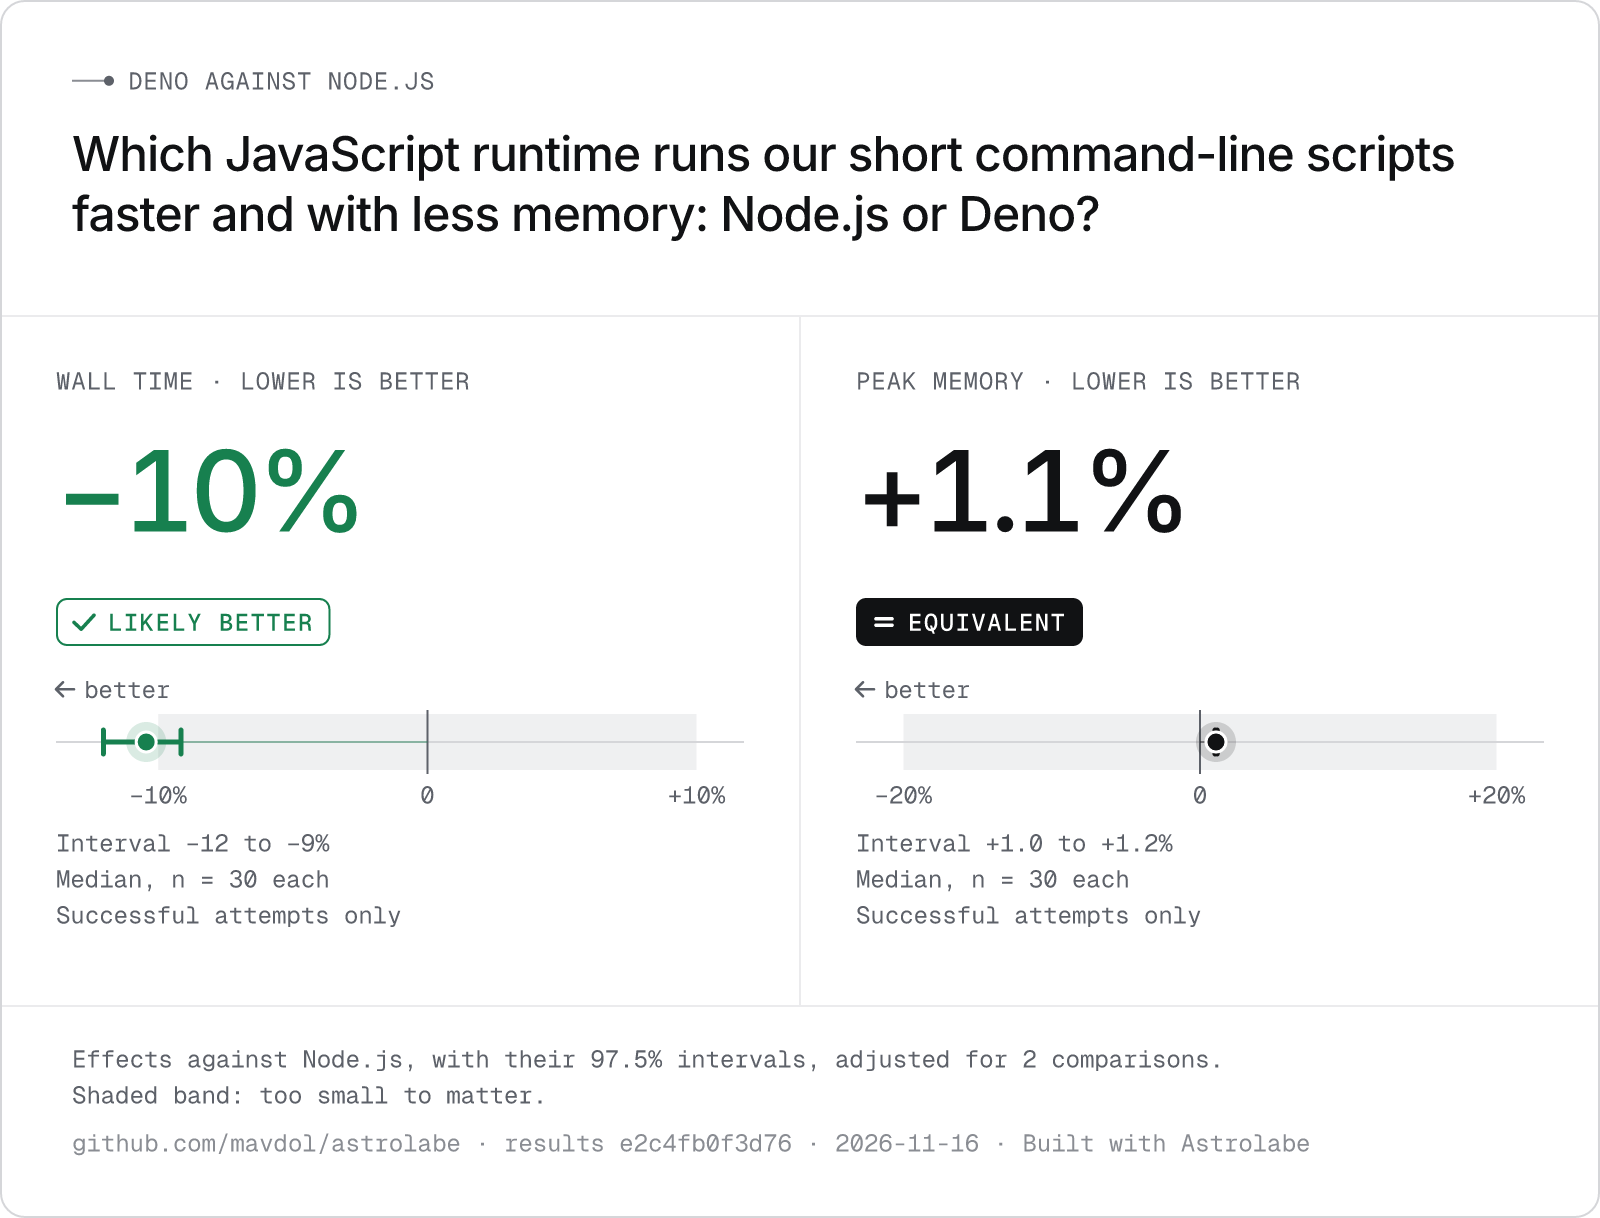 DENO AGAINST NODE.JS
Which JavaScript runtime runs our short command-line scripts
faster and with less memory: Node.js or Deno?
WALL TIME · LOWER IS BETTER
−10%
LIKELY BETTER
← better
−10% 0 +10%
Interval −12 to −9%
Median, n = 30 each
Successful attempts only
PEAK MEMORY · LOWER IS BETTER
+1.1%
EQUIVALENT
← better
−20% 0 +20%
Interval +1.0 to +1.2%
Median, n = 30 each
Successful attempts only
Effects against Node.js, with their 97.5% intervals, adjusted for 2 comparisons.
Shaded band: too small to matter.
github.com/mavdol/astrolabe · results e2c4fb0f3d76 · 2026-11-16 · Built with Astrolabe